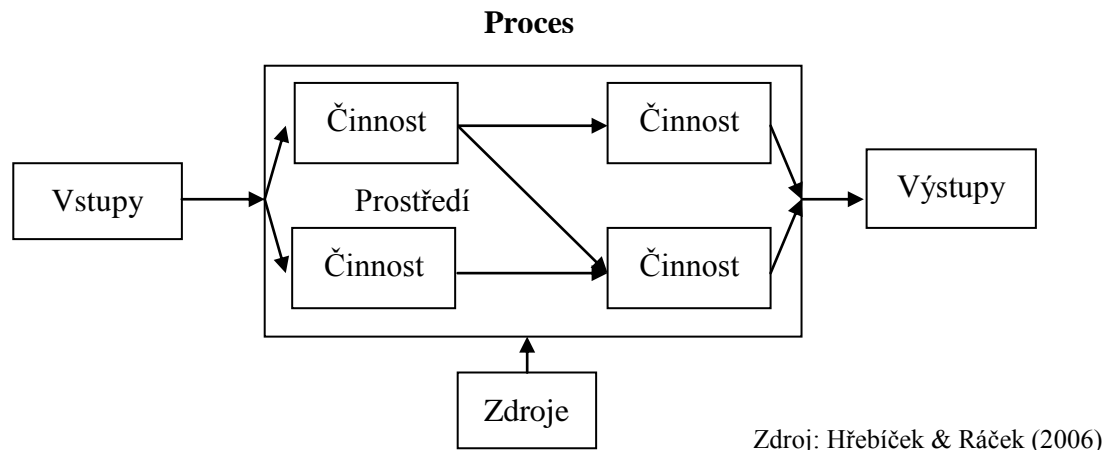 Proces
Činnost
Činnost
Vstupy
Prostředí
Výstupy
Činnost
Činnost
Zdroje
Zdroj: Hřebíček & Ráček (2006)